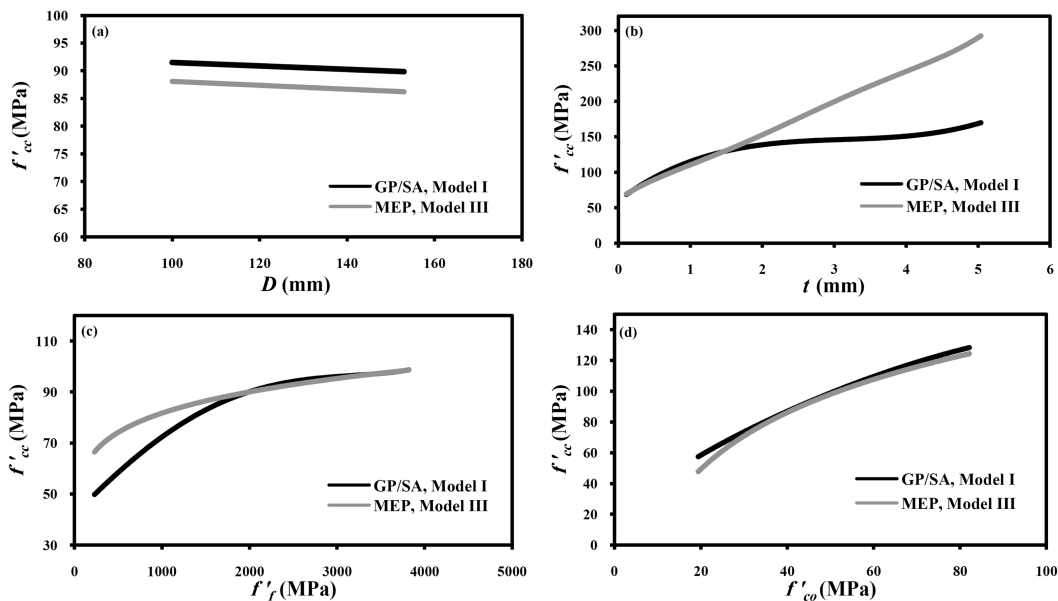 (a)
100
95
90
85
80
75
70
65
60
f'cc (MPa)
80 100 120 140 160 180
D (mm)
GP/SA, Model I
MEP, Model III
(b)
300
250
200
150
100
50
0
f'cc (MPa)
0 1 2 3 4 5 6
t (mm)
GP/SA, Model I
MEP, Model III
(c)
110
90
70
50
30
f'cc (MPa)
0 1000 2000 3000 4000 5000
f'f (MPa)
GP/SA, Model I
MEP, Model III
(d)
140
120
100
80
60
40
20
0
f'cc (MPa)
0 20 40 60 80 100
f'co (MPa)
GP/SA, Model I
MEP, Model III